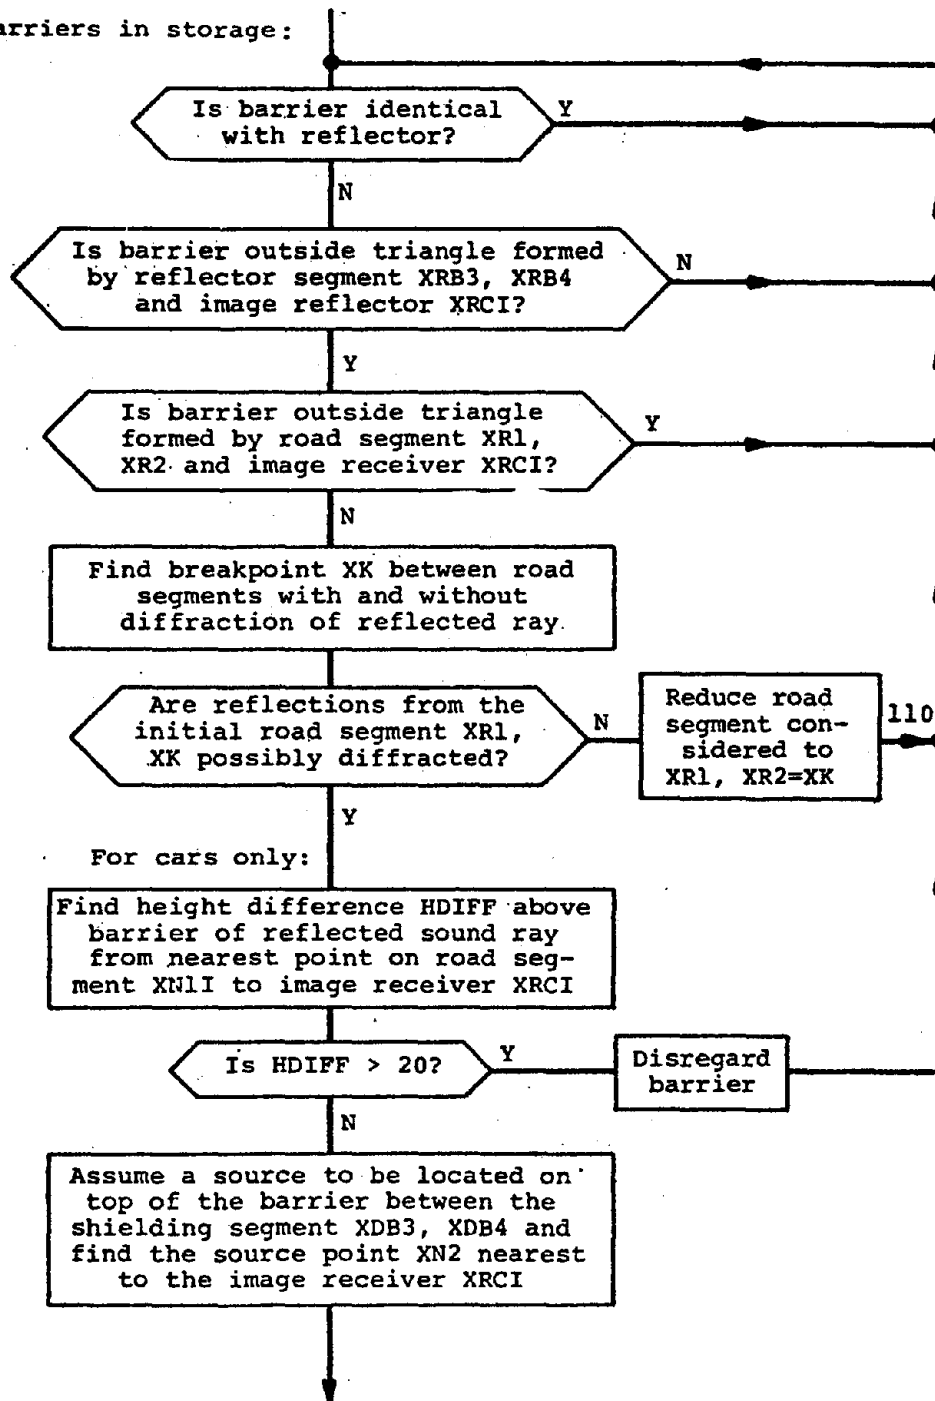 arriers in storage:
Is barrier identical
with reflector?
Y
N
Is barrier outside triangle formed
by reflector segment XRB3, XRB4
and image reflector XRCI?
N
Y
Is barrier outside triangle
formed by road segment XR1,
XR2 and image receiver XRCI?
Y
N
Find breakpoint XK between road
segments with and without
diffraction of reflected ray
Are reflections from the
initial road segment XR1,
XK possibly diffracted?
N
Reduce road
segment con-
sidered to
XR1, XR2=XK
110
Y
For cars only:
Find height difference HDIFF above
barrier of reflected sound ray
from nearest point on road seg-
ment XN1I to image receiver XRCI
Is HDIFF > 20?
Y
Disregard
barrier
N
Assume a source to be located on
top of the barrier between the
shielding segment XDB3, XDB4 and
find the source point XN2 nearest
to the image receiver XRCI